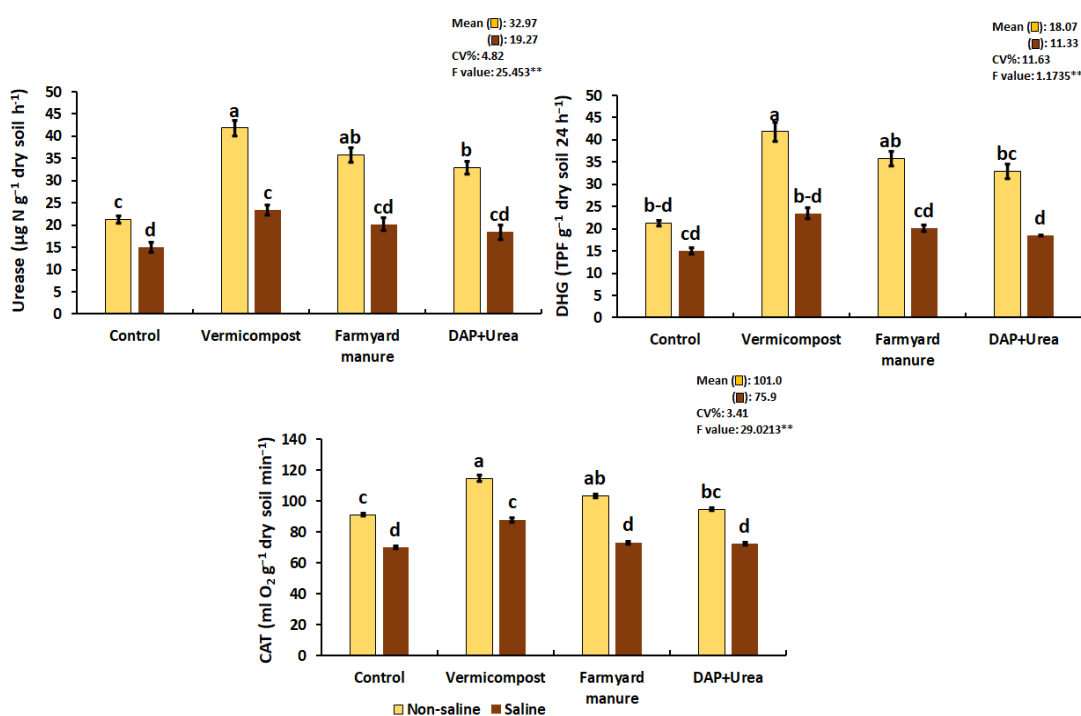 Mean (): 32.97
(): 19.27
CV%: 4.82
F value: 25.453**
Urease (µg N g⁻¹ dry soil h⁻¹)
50
45
40
35
30
25
20
15
10
5
0
c
d
a
c
ab
cd
b
cd
Control
Vermicompost
Farmyard
manure
DAP+Urea
Mean (): 18.07
(): 11.33
CV%: 11.63
F value: 1.1735**
DHG (TPF g⁻¹ dry soil 24 h⁻¹)
50
45
40
35
30
25
20
15
10
5
0
b-d
cd
a
b-d
ab
cd
bc
d
Control
Vermicompost
Farmyard
manure
DAP+Urea
Mean (): 101.0
(): 75.9
CV%: 3.41
F value: 29.0213**
CAT (ml O₂ g⁻¹ dry soil min⁻¹)
140
120
100
80
60
40
20
0
c
d
a
c
ab
d
bc
d
Control
Vermicompost
Farmyard
manure
DAP+Urea
Non-saline
Saline